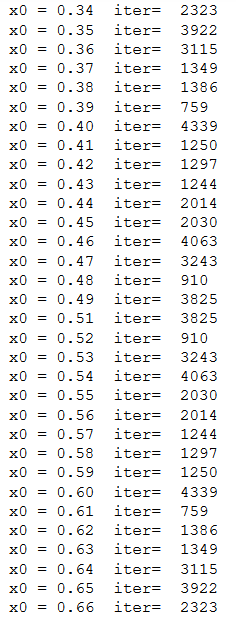 x0 = 0.34  iter=  2323
x0 = 0.35  iter=  3922
x0 = 0.36  iter=  3115
x0 = 0.37  iter=  1349
x0 = 0.38  iter=  1386
x0 = 0.39  iter=  759
x0 = 0.40  iter=  4339
x0 = 0.41  iter=  1250
x0 = 0.42  iter=  1297
x0 = 0.43  iter=  1244
x0 = 0.44  iter=  2014
x0 = 0.45  iter=  2030
x0 = 0.46  iter=  4063
x0 = 0.47  iter=  3243
x0 = 0.48  iter=  910
x0 = 0.49  iter=  3825
x0 = 0.51  iter=  3825
x0 = 0.52  iter=  910
x0 = 0.53  iter=  3243
x0 = 0.54  iter=  4063
x0 = 0.55  iter=  2030
x0 = 0.56  iter=  2014
x0 = 0.57  iter=  1244
x0 = 0.58  iter=  1297
x0 = 0.59  iter=  1250
x0 = 0.60  iter=  4339
x0 = 0.61  iter=  759
x0 = 0.62  iter=  1386
x0 = 0.63  iter=  1349
x0 = 0.64  iter=  3115
x0 = 0.65  iter=  3922
x0 = 0.66  iter=  2323